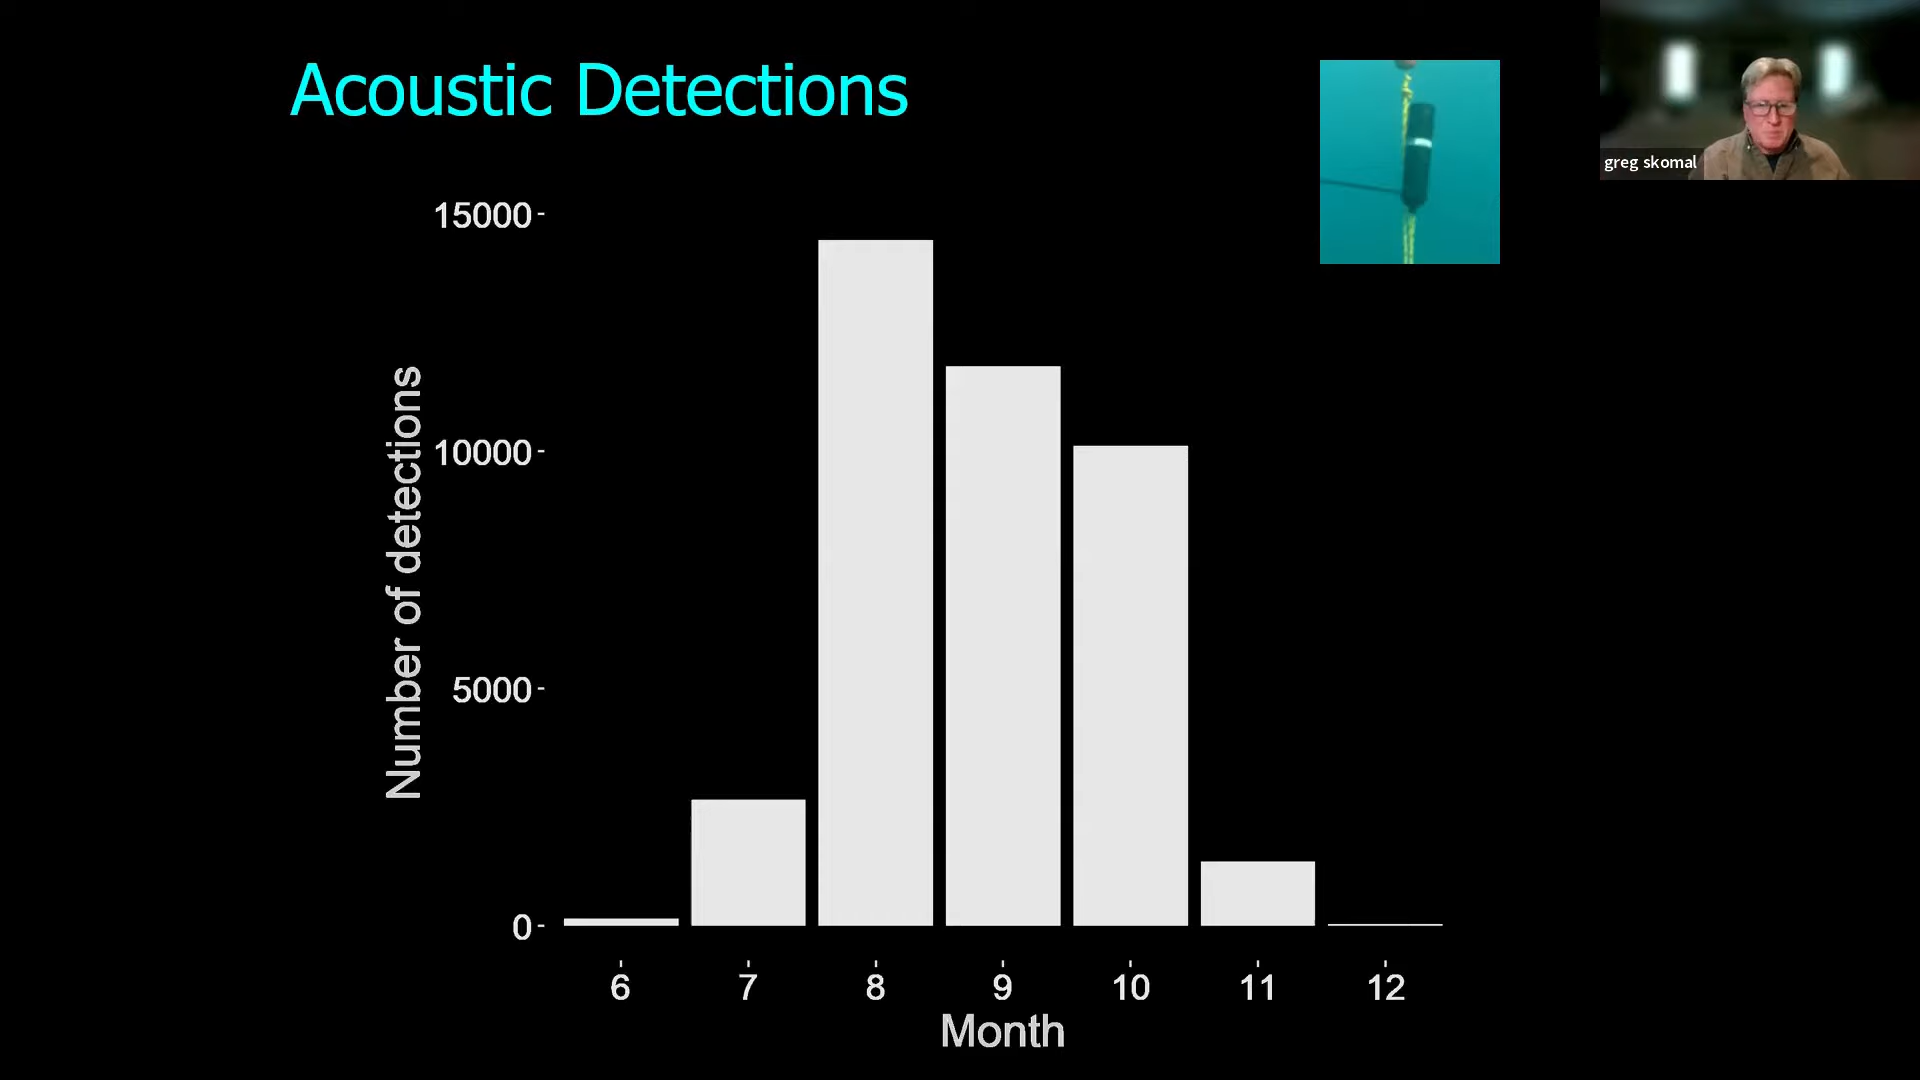 Acoustic Detections
greg skomal
15000
10000
5000
0
Number of detections
6 7 8 9 10 11 12
Month